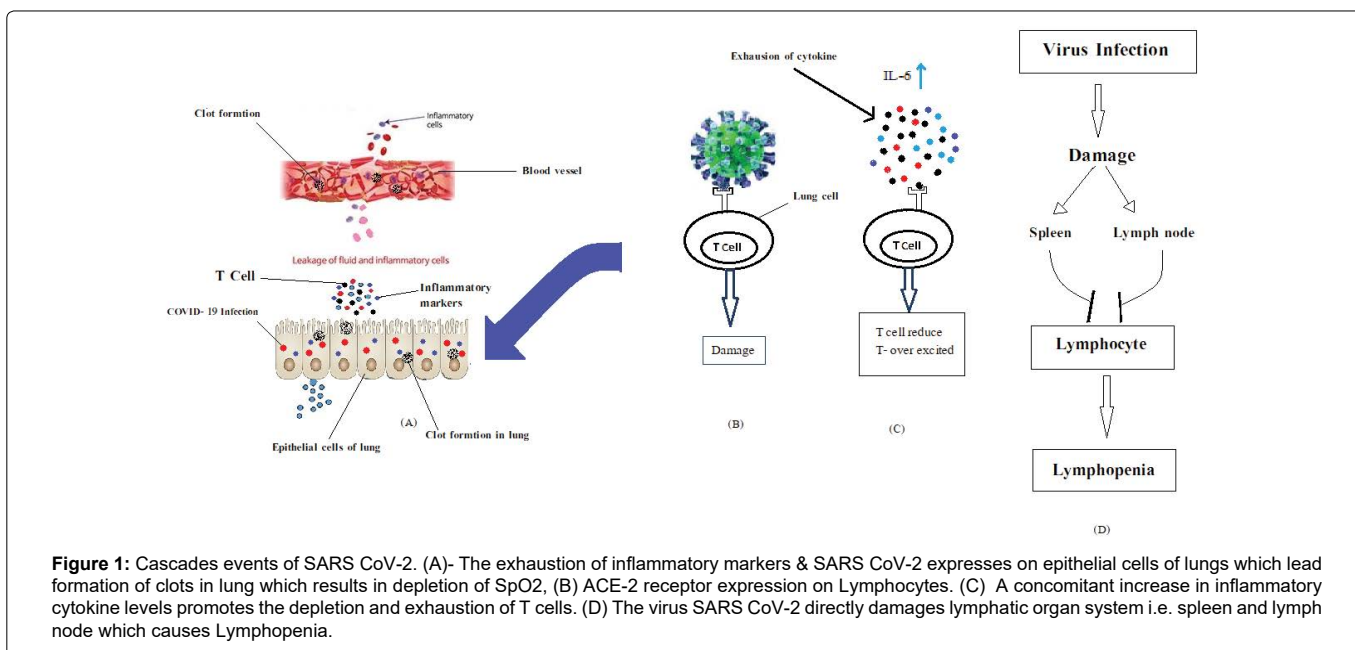 Clot formtion
Inflammatory
cells
Blood vessel
Leakage of fluid and inflammatory cells
T Cell
Inflammatory
markers
COVID- 19 Infection
(A)
Clot formtion in lung
Epithelial cells of lung
Exhausion of cytokine
Lung cell
T Cell
Damage
(B)
IL-6
T Cell
T cell reduce
T- over excited
(C)
Virus Infection
Damage
Spleen
Lymph node
Lymphocyte
Lymphopenia
(D)
Figure 1: Cascades events of SARS CoV-2. (A)- The exhaustion of inflammatory markers & SARS CoV-2 expresses on epithelial cells of lungs which lead
formation of clots in lung which results in depletion of SpO2, (B) ACE-2 receptor expression on Lymphocytes. (C) A concomitant increase in inflammatory
cytokine levels promotes the depletion and exhaustion of T cells. (D) The virus SARS CoV-2 directly damages lymphatic organ system i.e. spleen and lymph
node which causes Lymphopenia.